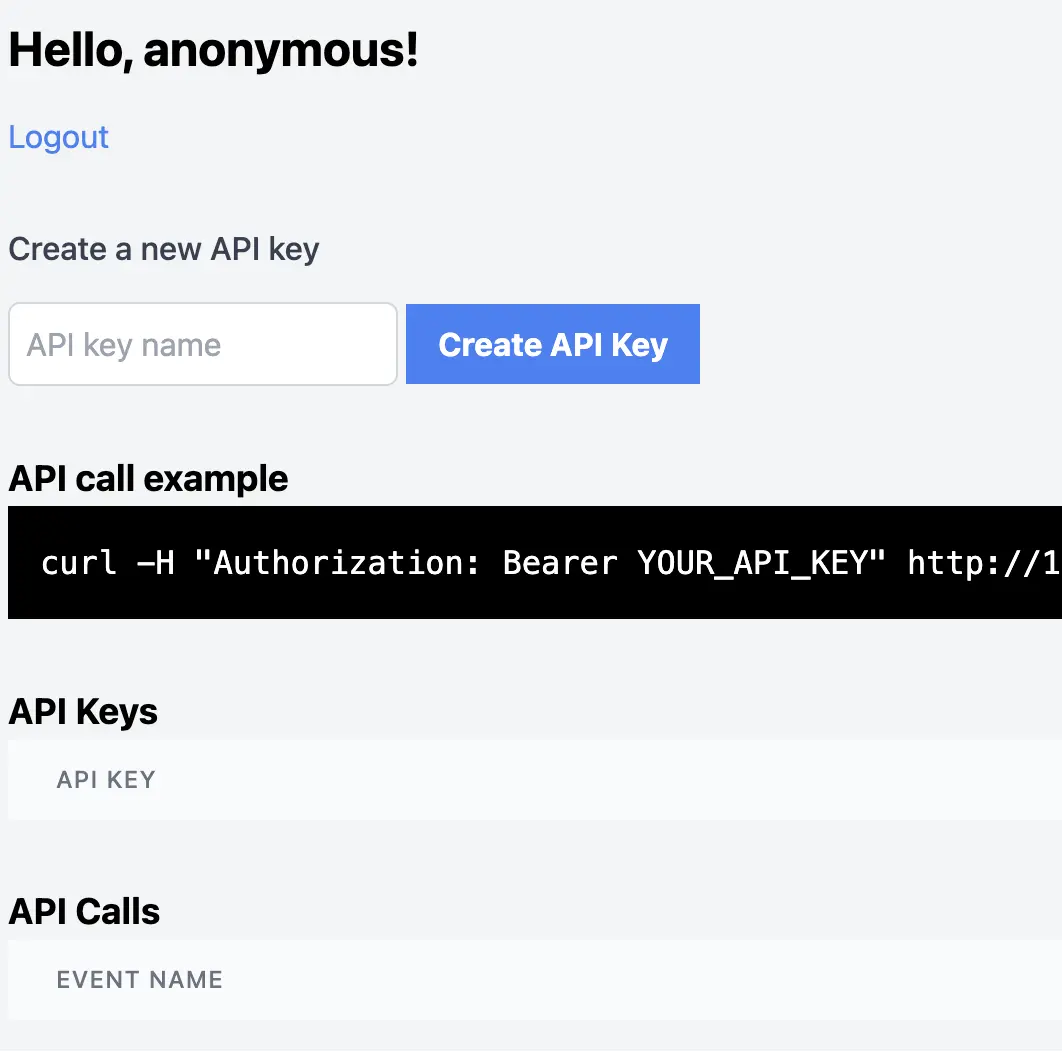 Hello, anonymous!
Logout
Create a new API key
API key name
Create API Key
API call example
curl -H "Authorization: Bearer YOUR_API_KEY" http://1
API Keys
API KEY
API Calls
EVENT NAME